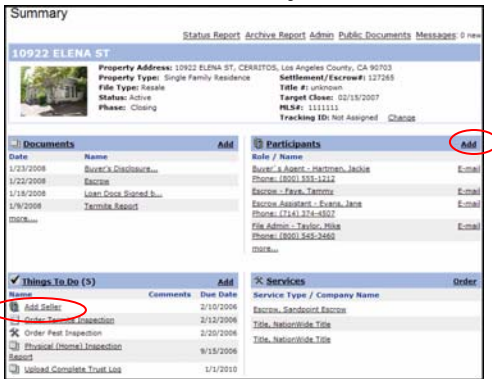 Summary
Status Report Archive Report Admin Public Documents Messages: 0 new
10922 ELENA ST
Property Address: 10922 ELENA ST, CERRITOS, Los Angeles County, CA 90703
Property Type: Single Family Residence Settlement/Escrow#: 127265
File Type: Resale Title #: unknown
Status: Active Target Close: 02/15/2007
Phase: Closing MLS#: 1111111
Tracking ID: Not Assigned Change
Documents Add
Date Name
1/23/2008 Buyer's Disclosure...
1/22/2008 Escrow
1/18/2008 Loan Docs Signed b...
1/9/2008 Termite Report
more....
Participants Add
Role / Name
Buyer's Agent - Hartmen, Jackie E-mail
Phone: (800) 555-1212
Escrow - Faye, Tammy E-mail
Escrow Assistant - Evans, Jane E-mail
Phone: (714) 374-4507
File Admin - Taylor, Mike E-mail
Phone: (800) 545-3460
more...
Things To Do (5) Add
Name Comments Due Date
Add Seller 2/10/2006
Order Termite Inspection 2/12/2006
Order Pest Inspection 2/20/2006
Physical (Home) Inspection
Report 9/15/2006
Upload Complete Trust Log 1/1/2010
Services Order
Service Type / Company Name
Escrow, Sandpoint Escrow
Title, NationWide Title
Title, NationWide Title